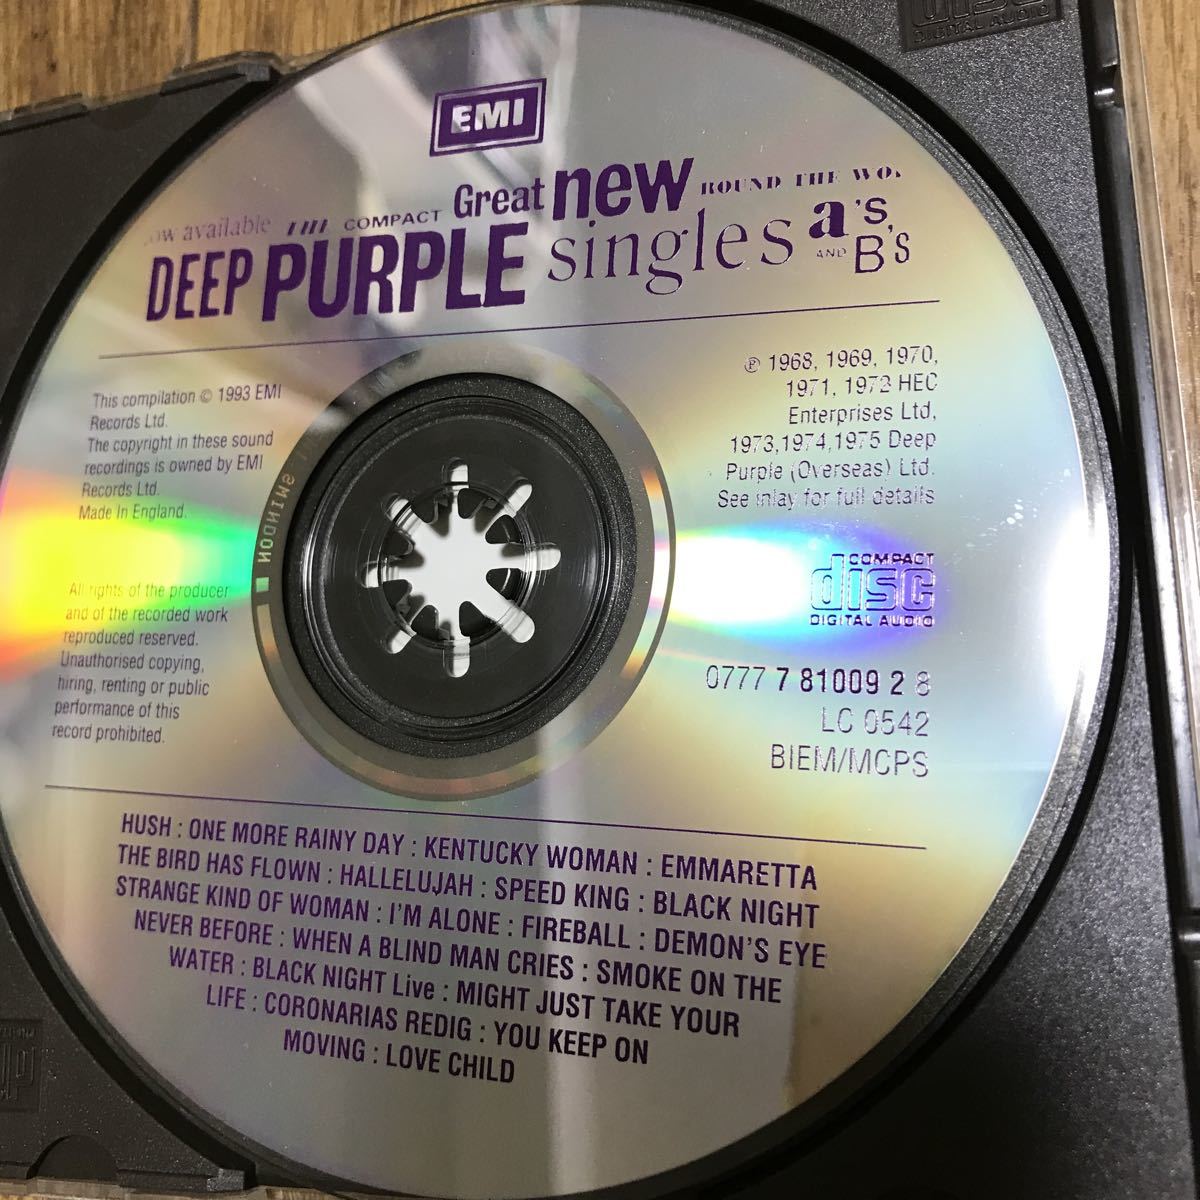 EMI
available COMPACT Great new ROUND THE
DEEP PURPLE singles a's AND B's
This compilation © 1993 EMI
Records Ltd.
The copyright in these sound
recordings is owned by EMI
Records Ltd.
Made In England.
℗ 1968, 1969, 1970,
1971, 1972 HEC
Enterprises Ltd,
1973,1974,1975 Deep
Purple (Overseas) Ltd.
See inlay for full details
All rights of the producer
and of the recorded work
reproduced reserved.
Unauthorised copying,
hiring, renting or public
performance of this
record prohibited.
COMPACT
disc
DIGITAL AUDIO
0777 7 81009 2 8
LC 0542
BIEM/MCPS
HUSH : ONE MORE RAINY DAY : KENTUCKY WOMAN : EMMARETTA
THE BIRD HAS FLOWN : HALLELUJAH : SPEED KING : BLACK NIGHT
STRANGE KIND OF WOMAN : I'M ALONE : FIREBALL : DEMON'S EYE
NEVER BEFORE : WHEN A BLIND MAN CRIES : SMOKE ON THE
WATER : BLACK NIGHT Live : MIGHT JUST TAKE YOUR
LIFE : CORONARIAS REDIG : YOU KEEP ON
MOVING : LOVE CHILD
SWINDON
disc
DIGITAL AUDIO